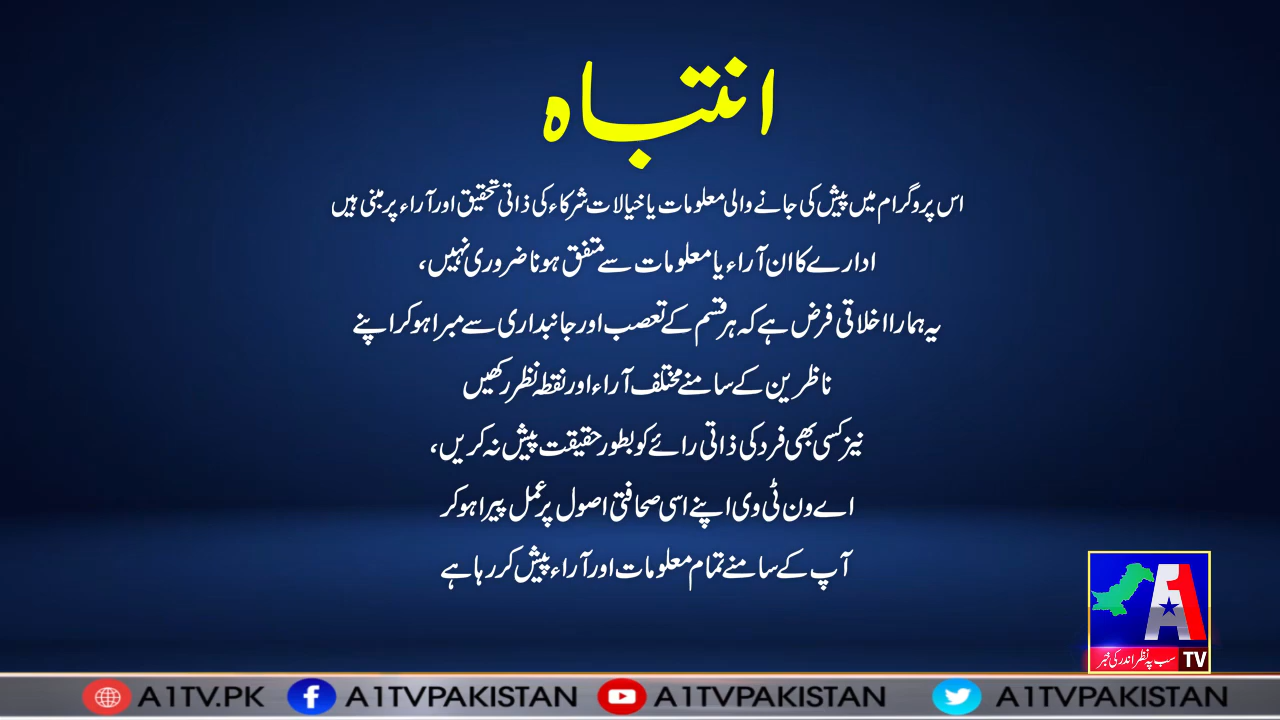 انتباہ
اس پروگرام میں پیش کی جانے والی معلومات یا خیالات شرکاء کی ذاتی تحقیق اور آراء پر مبنی ہیں
ادارے کا ان آراء یا معلومات سے متفق ہونا ضروری نہیں،
یہ ہمارا اخلاقی فرض ہے کہ ہر قسم کے تعصب اور جانبداری سے مبرا ہو کر اپنے
ناظرین کے سامنے مختلف آراء اور نقطہ نظر رکھیں
نیز کسی بھی فرد کی ذاتی رائے کو بطور حقیقت پیش نہ کریں،
اے ون ٹی وی اپنے اسی صحافتی اصول پر عمل پیرا ہو کر
آپ کے سامنے تمام معلومات اور آراء پیش کر رہا ہے
A1
سب پہ نظر اندر کی خبر TV
A1TV.PK A1TVPAKISTAN A1TVPAKISTAN A1TVPAKISTAN